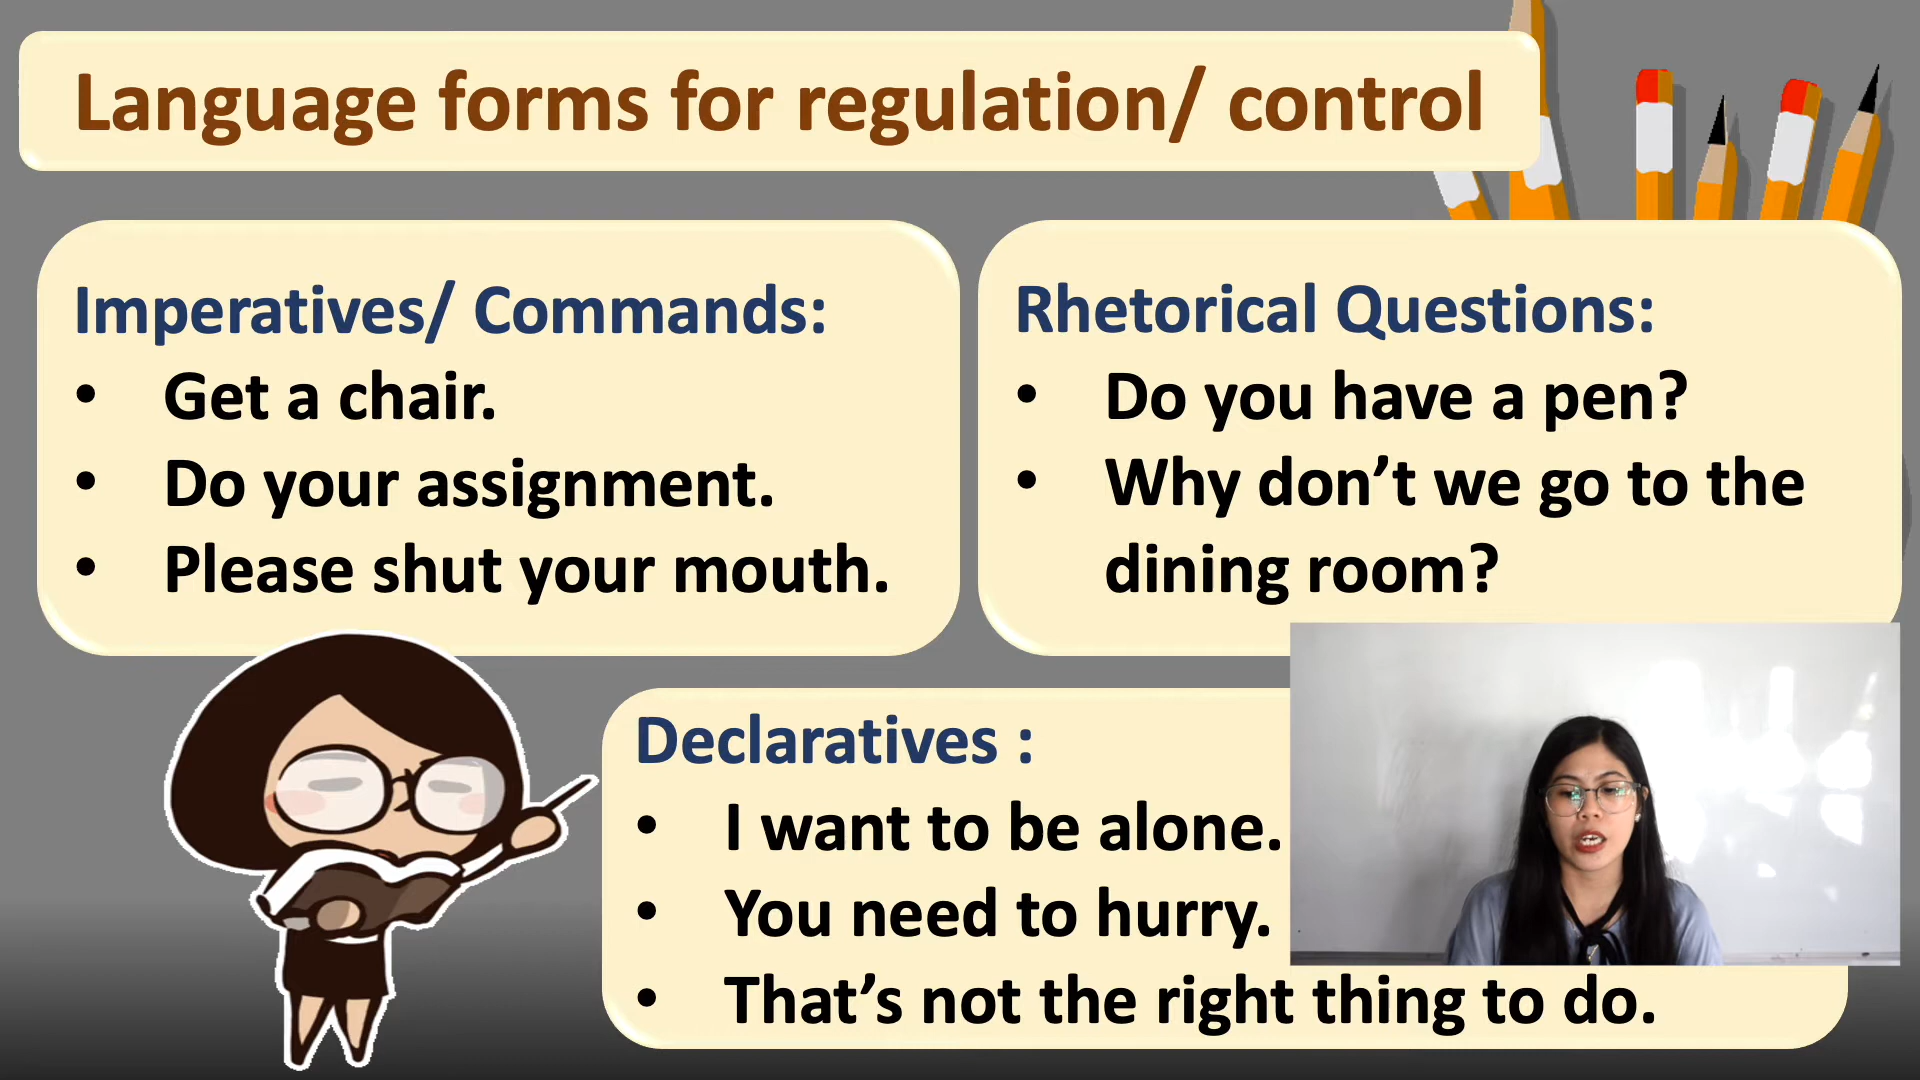 Language forms for regulation/ control
Imperatives/ Commands:
• Get a chair.
• Do your assignment.
• Please shut your mouth.
Rhetorical Questions:
• Do you have a pen?
• Why don’t we go to the
dining room?
Declaratives :
• I want to be alone.
• You need to hurry.
• That’s not the right thing to do.